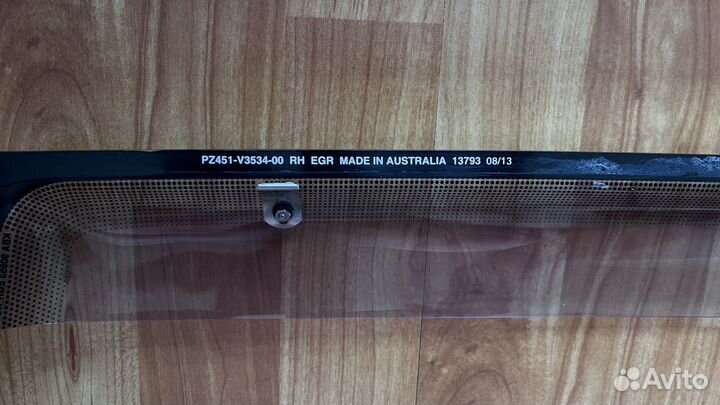 PZ451-V3534-00 RH EGR MADE IN AUSTRALIA 13793 08/13
Avito